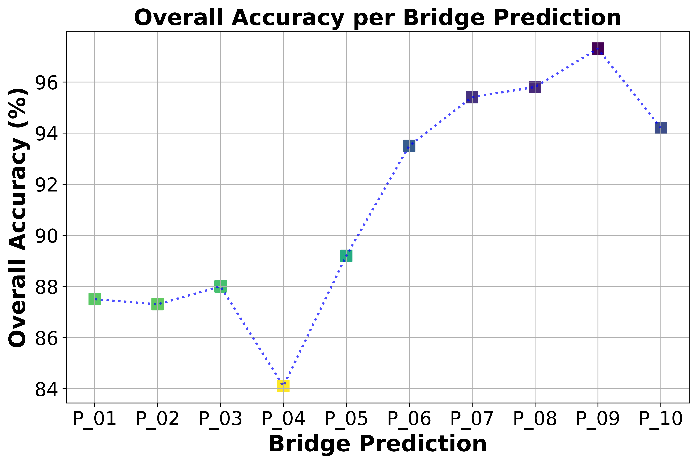 Overall Accuracy per Bridge Prediction
Overall Accuracy (%)
96
94
92
90
88
86
84
P_01 P_02 P_03 P_04 P_05 P_06 P_07 P_08 P_09 P_10
Bridge Prediction